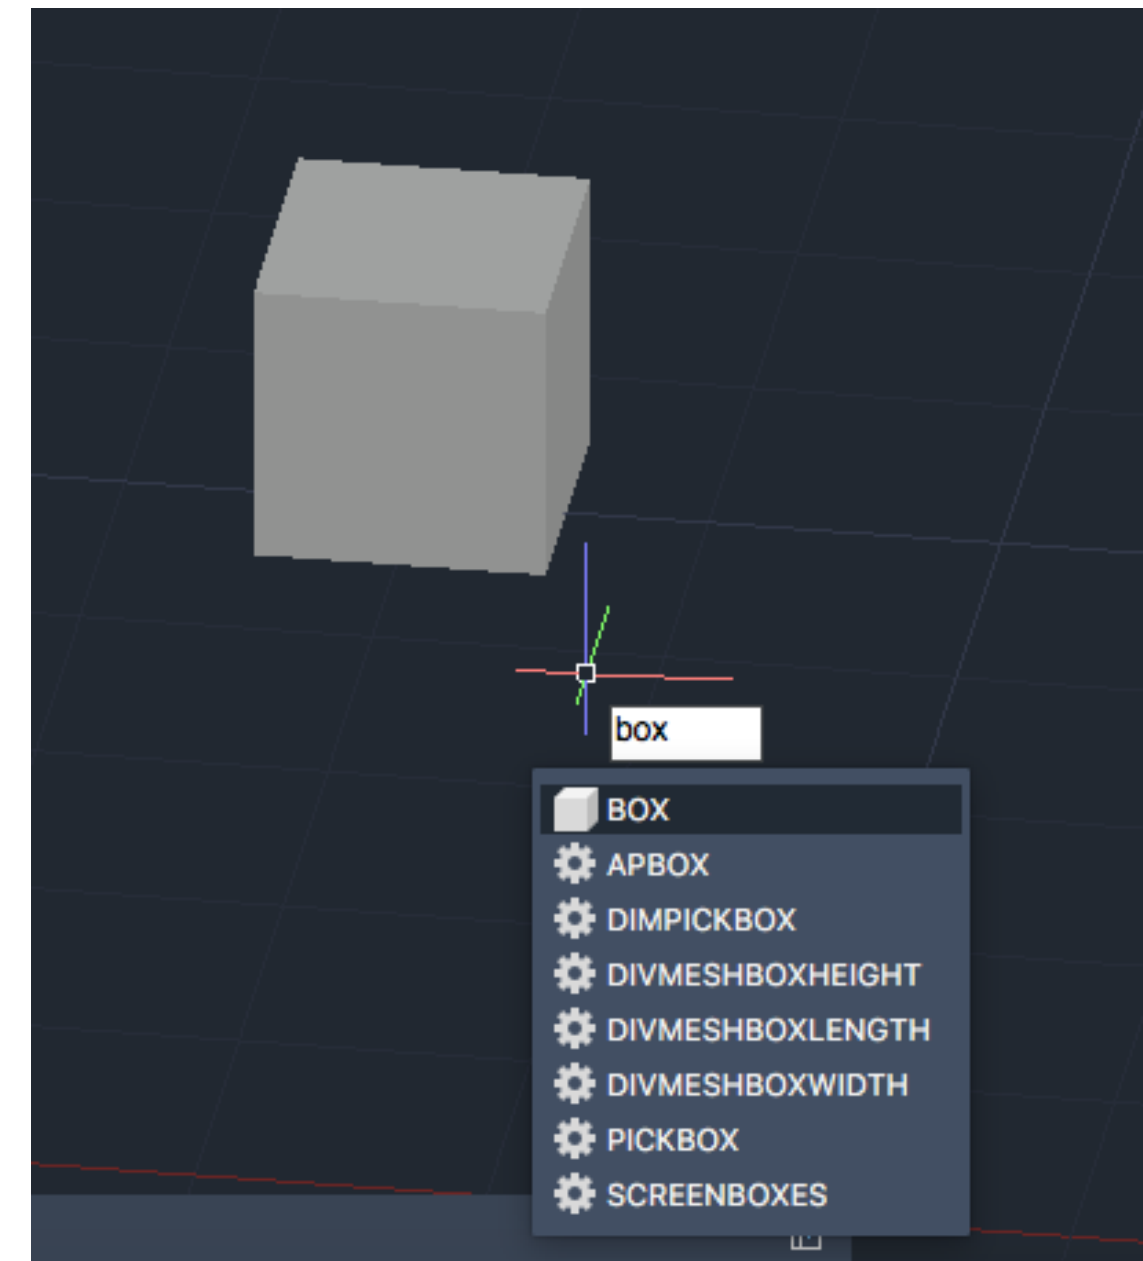 box
BOX
APBOX
DIMPICKBOX
DIVMESHBOXHEIGHT
DIVMESHBOXLENGTH
DIVMESHBOXWIDTH
PICKBOX
SCREENBOXES